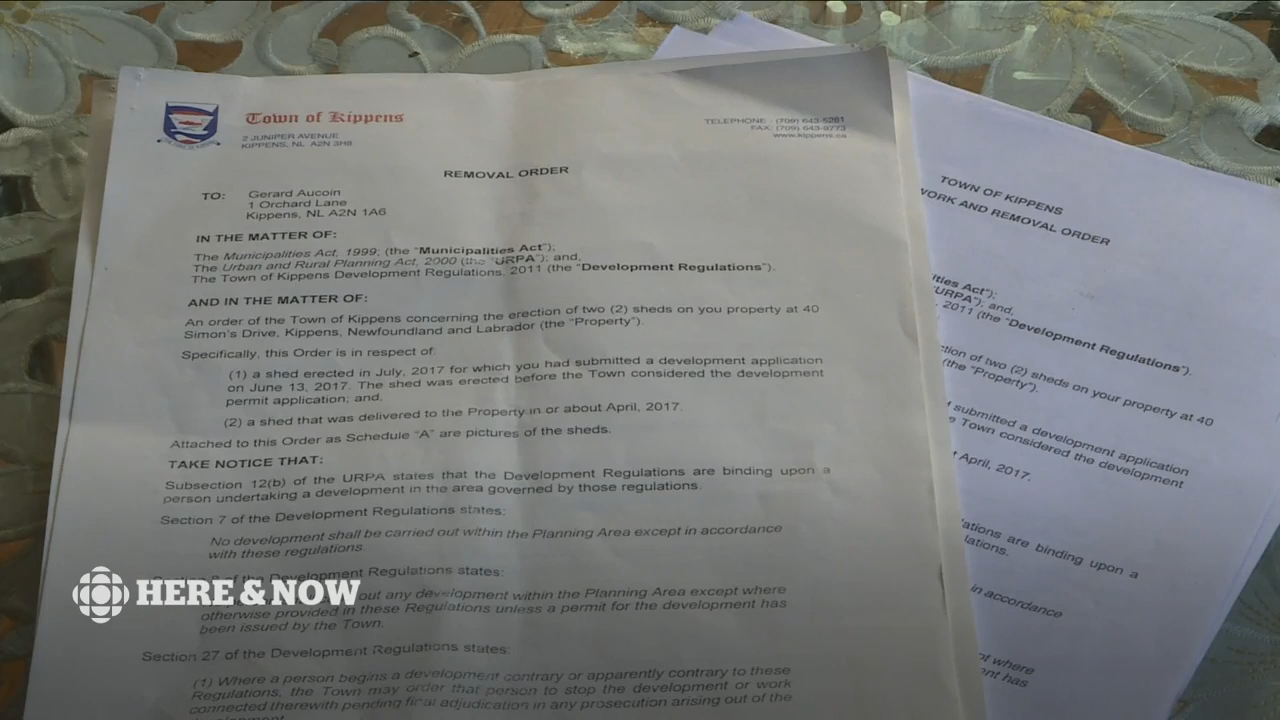 Town of Kippens
2 JUNIPER AVENUE
KIPPENS, NL A2N 3H8
TELEPHONE - (709) 643-5281
FAX: (709) 643-9773
www.kippens.ca
REMOVAL ORDER
TO: Gerard Aucoin
1 Orchard Lane
Kippens, NL A2N 1A6
IN THE MATTER OF:
The Municipalities Act, 1999; (the "Municipalities Act");
The Urban and Rural Planning Act, 2000 (the "URPA"); and,
The Town of Kippens Development Regulations, 2011 (the "Development Regulations").
AND IN THE MATTER OF:
An order of the Town of Kippens concerning the erection of two (2) sheds on you property at 40
Simon's Drive, Kippens, Newfoundland and Labrador (the "Property").
Specifically, this Order is in respect of:
(1) a shed erected in July, 2017 for which you had submitted a development application
on June 13, 2017. The shed was erected before the Town considered the development
permit application; and,
(2) a shed that was delivered to the Property in or about April, 2017.
Attached to this Order as Schedule "A" are pictures of the sheds.
TAKE NOTICE THAT:
Subsection 12(b) of the URPA states that the Development Regulations are binding upon a
person undertaking a development in the area governed by those regulations.
Section 7 of the Development Regulations states:
No development shall be carried out within the Planning Area except in accordance
with these regulations.
Section 8 of the Development Regulations states:
out any development within the Planning Area except where
otherwise provided in these Regulations unless a permit for the development has
been issued by the Town.
Section 27 of the Development Regulations states:
(1) Where a person begins a development contrary or apparently contrary to these
Regulations, the Town may order that person to stop the development or work
connected therewith pending final adjudication in any prosecution arising out of the
HERE & NOW
TOWN OF KIPPENS
WORK AND REMOVAL ORDER
ities Act");
"URPA"); and,
, 2011 (the "Development Regulations").
ction of two (2) sheds on your property at 40
(the "Property").
submitted a development application
Town considered the development
April, 2017.
ations are binding upon a
lations.
in accordance
where
has